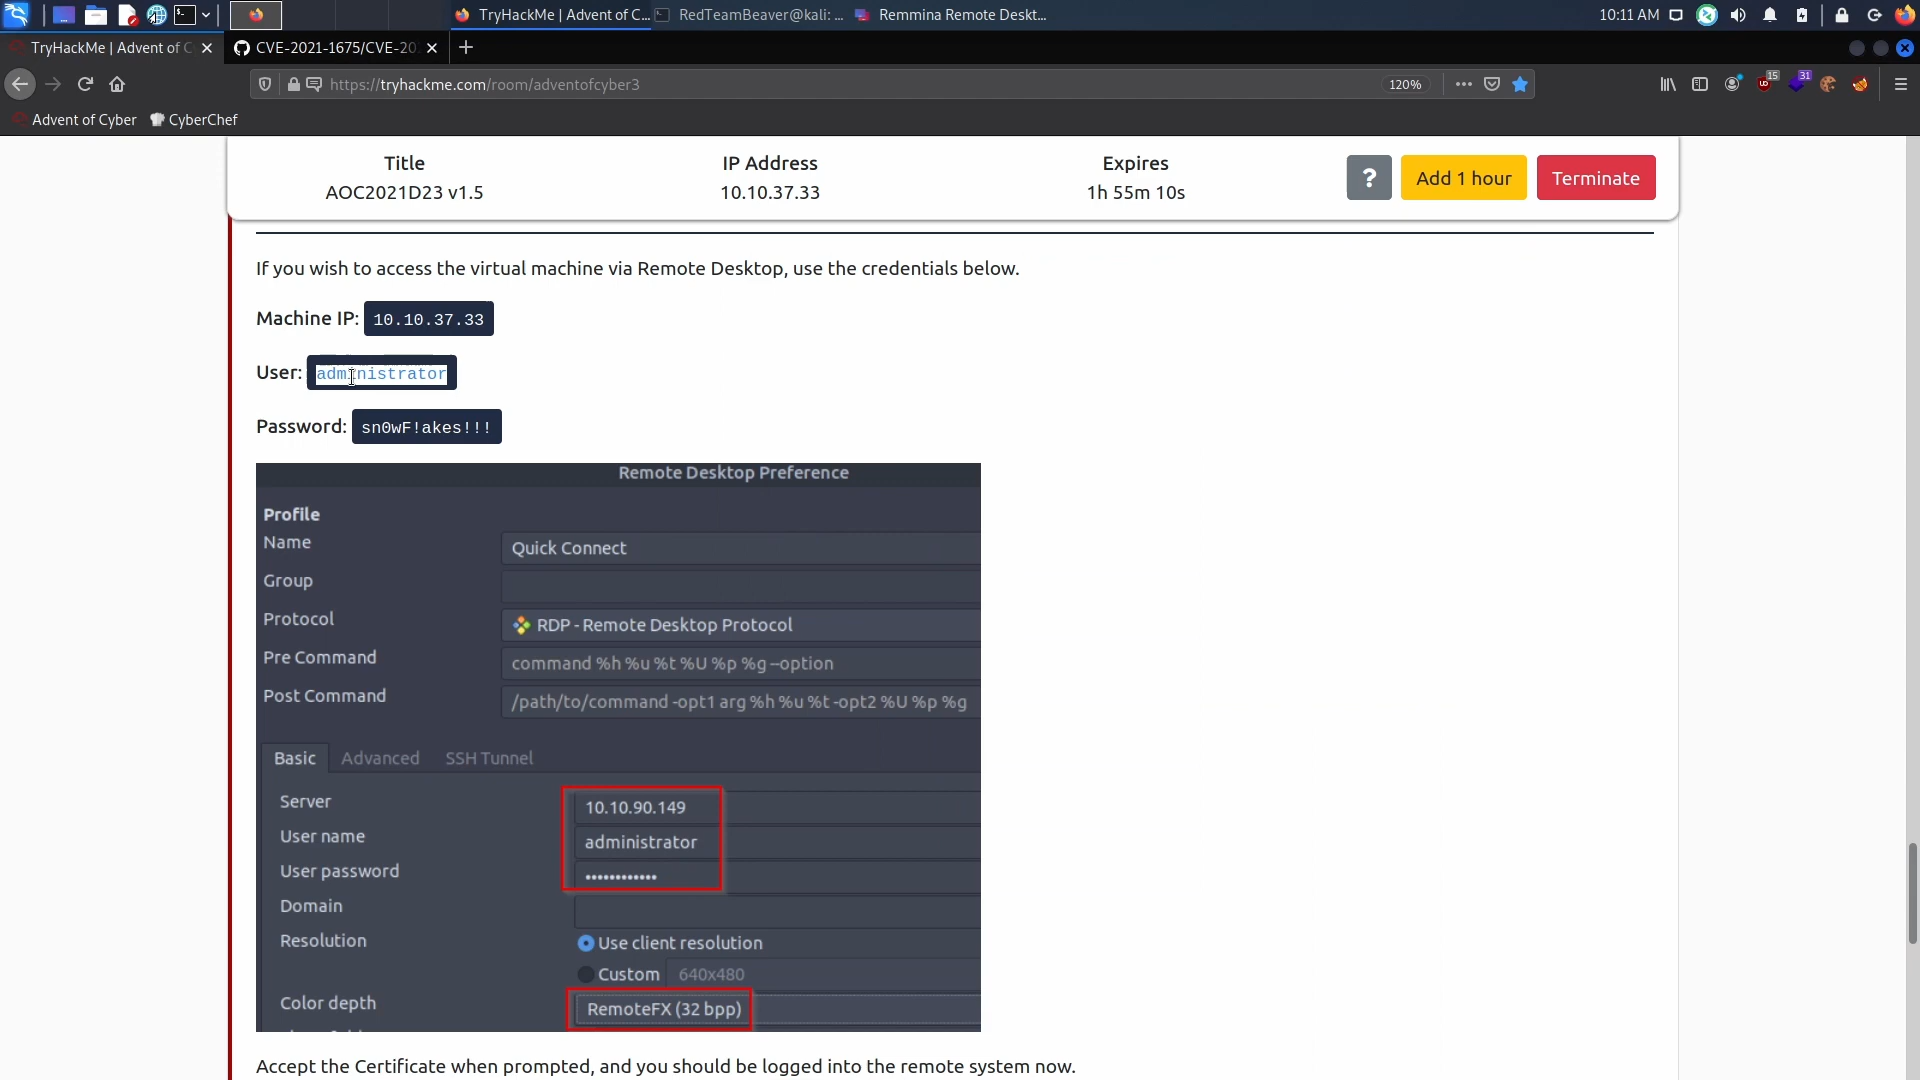 TryHackMe | Advent of C...
RedTeamBeaver@kali: ...
Remmina Remote Deskt...
10:11 AM
TryHackMe | Advent of C
CVE-2021-1675/CVE-20
https://tryhackme.com/room/adventofcyber3
120%
15
31
Advent of Cyber
CyberChef
Title
IP Address
Expires
AOC2021D23 v1.5
10.10.37.33
1h 55m 10s
?
Add 1 hour
Terminate
If you wish to access the virtual machine via Remote Desktop, use the credentials below.
Machine IP: 10.10.37.33
User: administrator
Password: sn0wF!akes!!!
Remote Desktop Preference
Profile
Name
Quick Connect
Group
Protocol
RDP - Remote Desktop Protocol
Pre Command
command %h %u %t %U %p %g --option
Post Command
/path/to/command -opt1 arg %h %u %t -opt2 %U %p %g
Basic
Advanced
SSH Tunnel
Server
10.10.90.149
User name
administrator
User password
••••••••••••
Domain
Resolution
Use client resolution
Custom
640x480
Color depth
RemoteFX (32 bpp)
Accept the Certificate when prompted, and you should be logged into the remote system now.